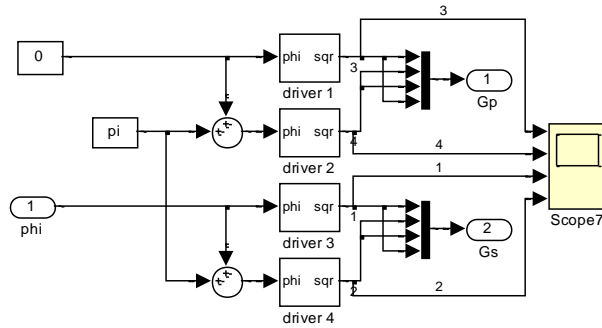 3
0
phi sqr
driver 1
3
1
Gp
pi
+
+
phi sqr
driver 2
4
4
1
Scope7
1
phi
phi sqr
driver 3
1
2
Gs
+
+
phi sqr
driver 4
2
2